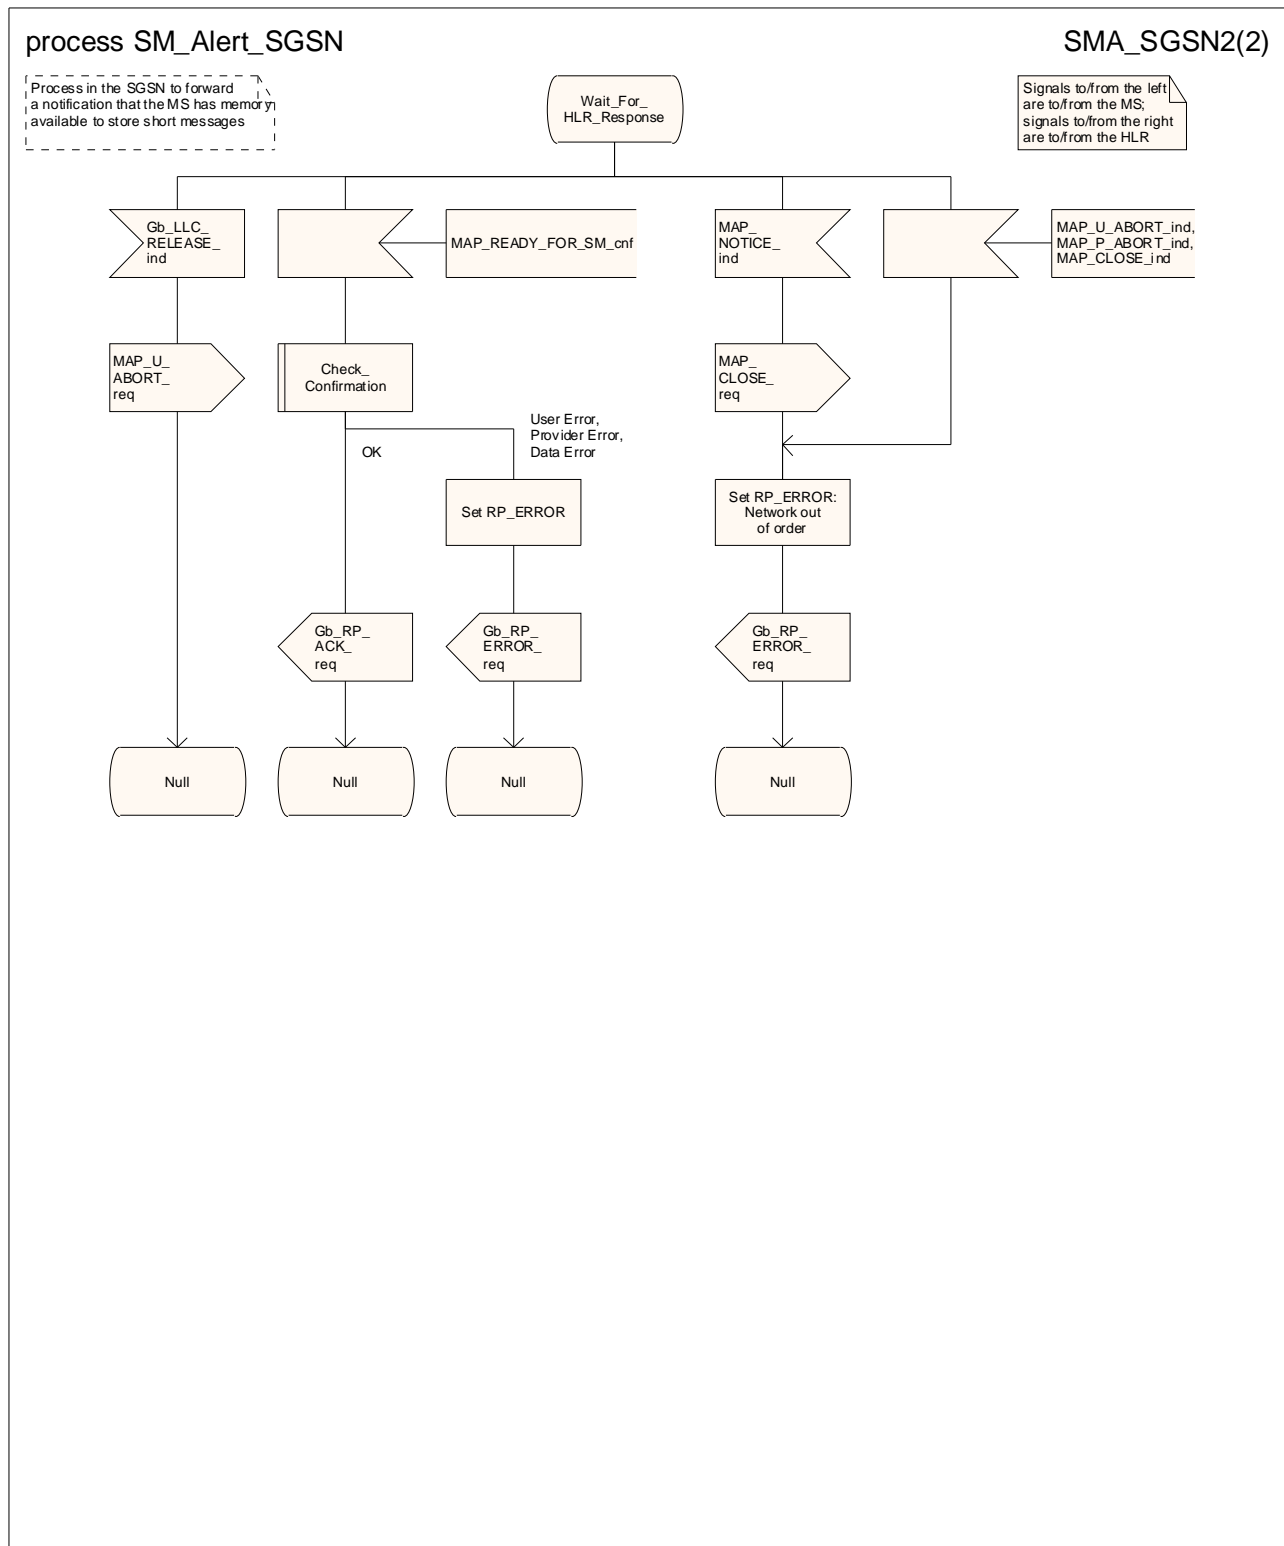 process SM_Alert_SGSN
SMA_SGSN2(2)
Process in the SGSN to forward
a notification that the MS has memory
available to store short messages
Wait_For_
HLR_Response
Signals to/from the left
are to/from the MS;
signals to/from the right
are to/from the HLR
Gb_LLC_
RELEASE_
ind
MAP_READY_FOR_SM_cnf
MAP_
NOTICE_
ind
MAP_U_ABORT_ind,
MAP_P_ABORT_ind,
MAP_CLOSE_ind
MAP_U_
ABORT_
req
Check_
Confirmation
MAP_
CLOSE_
req
User Error,
Provider Error,
Data Error
OK
Set RP_ERROR
Set RP_ERROR:
Network out
of order
Gb_RP_
ACK_
req
Gb_RP_
ERROR_
req
Gb_RP_
ERROR_
req
Null
Null
Null
Null